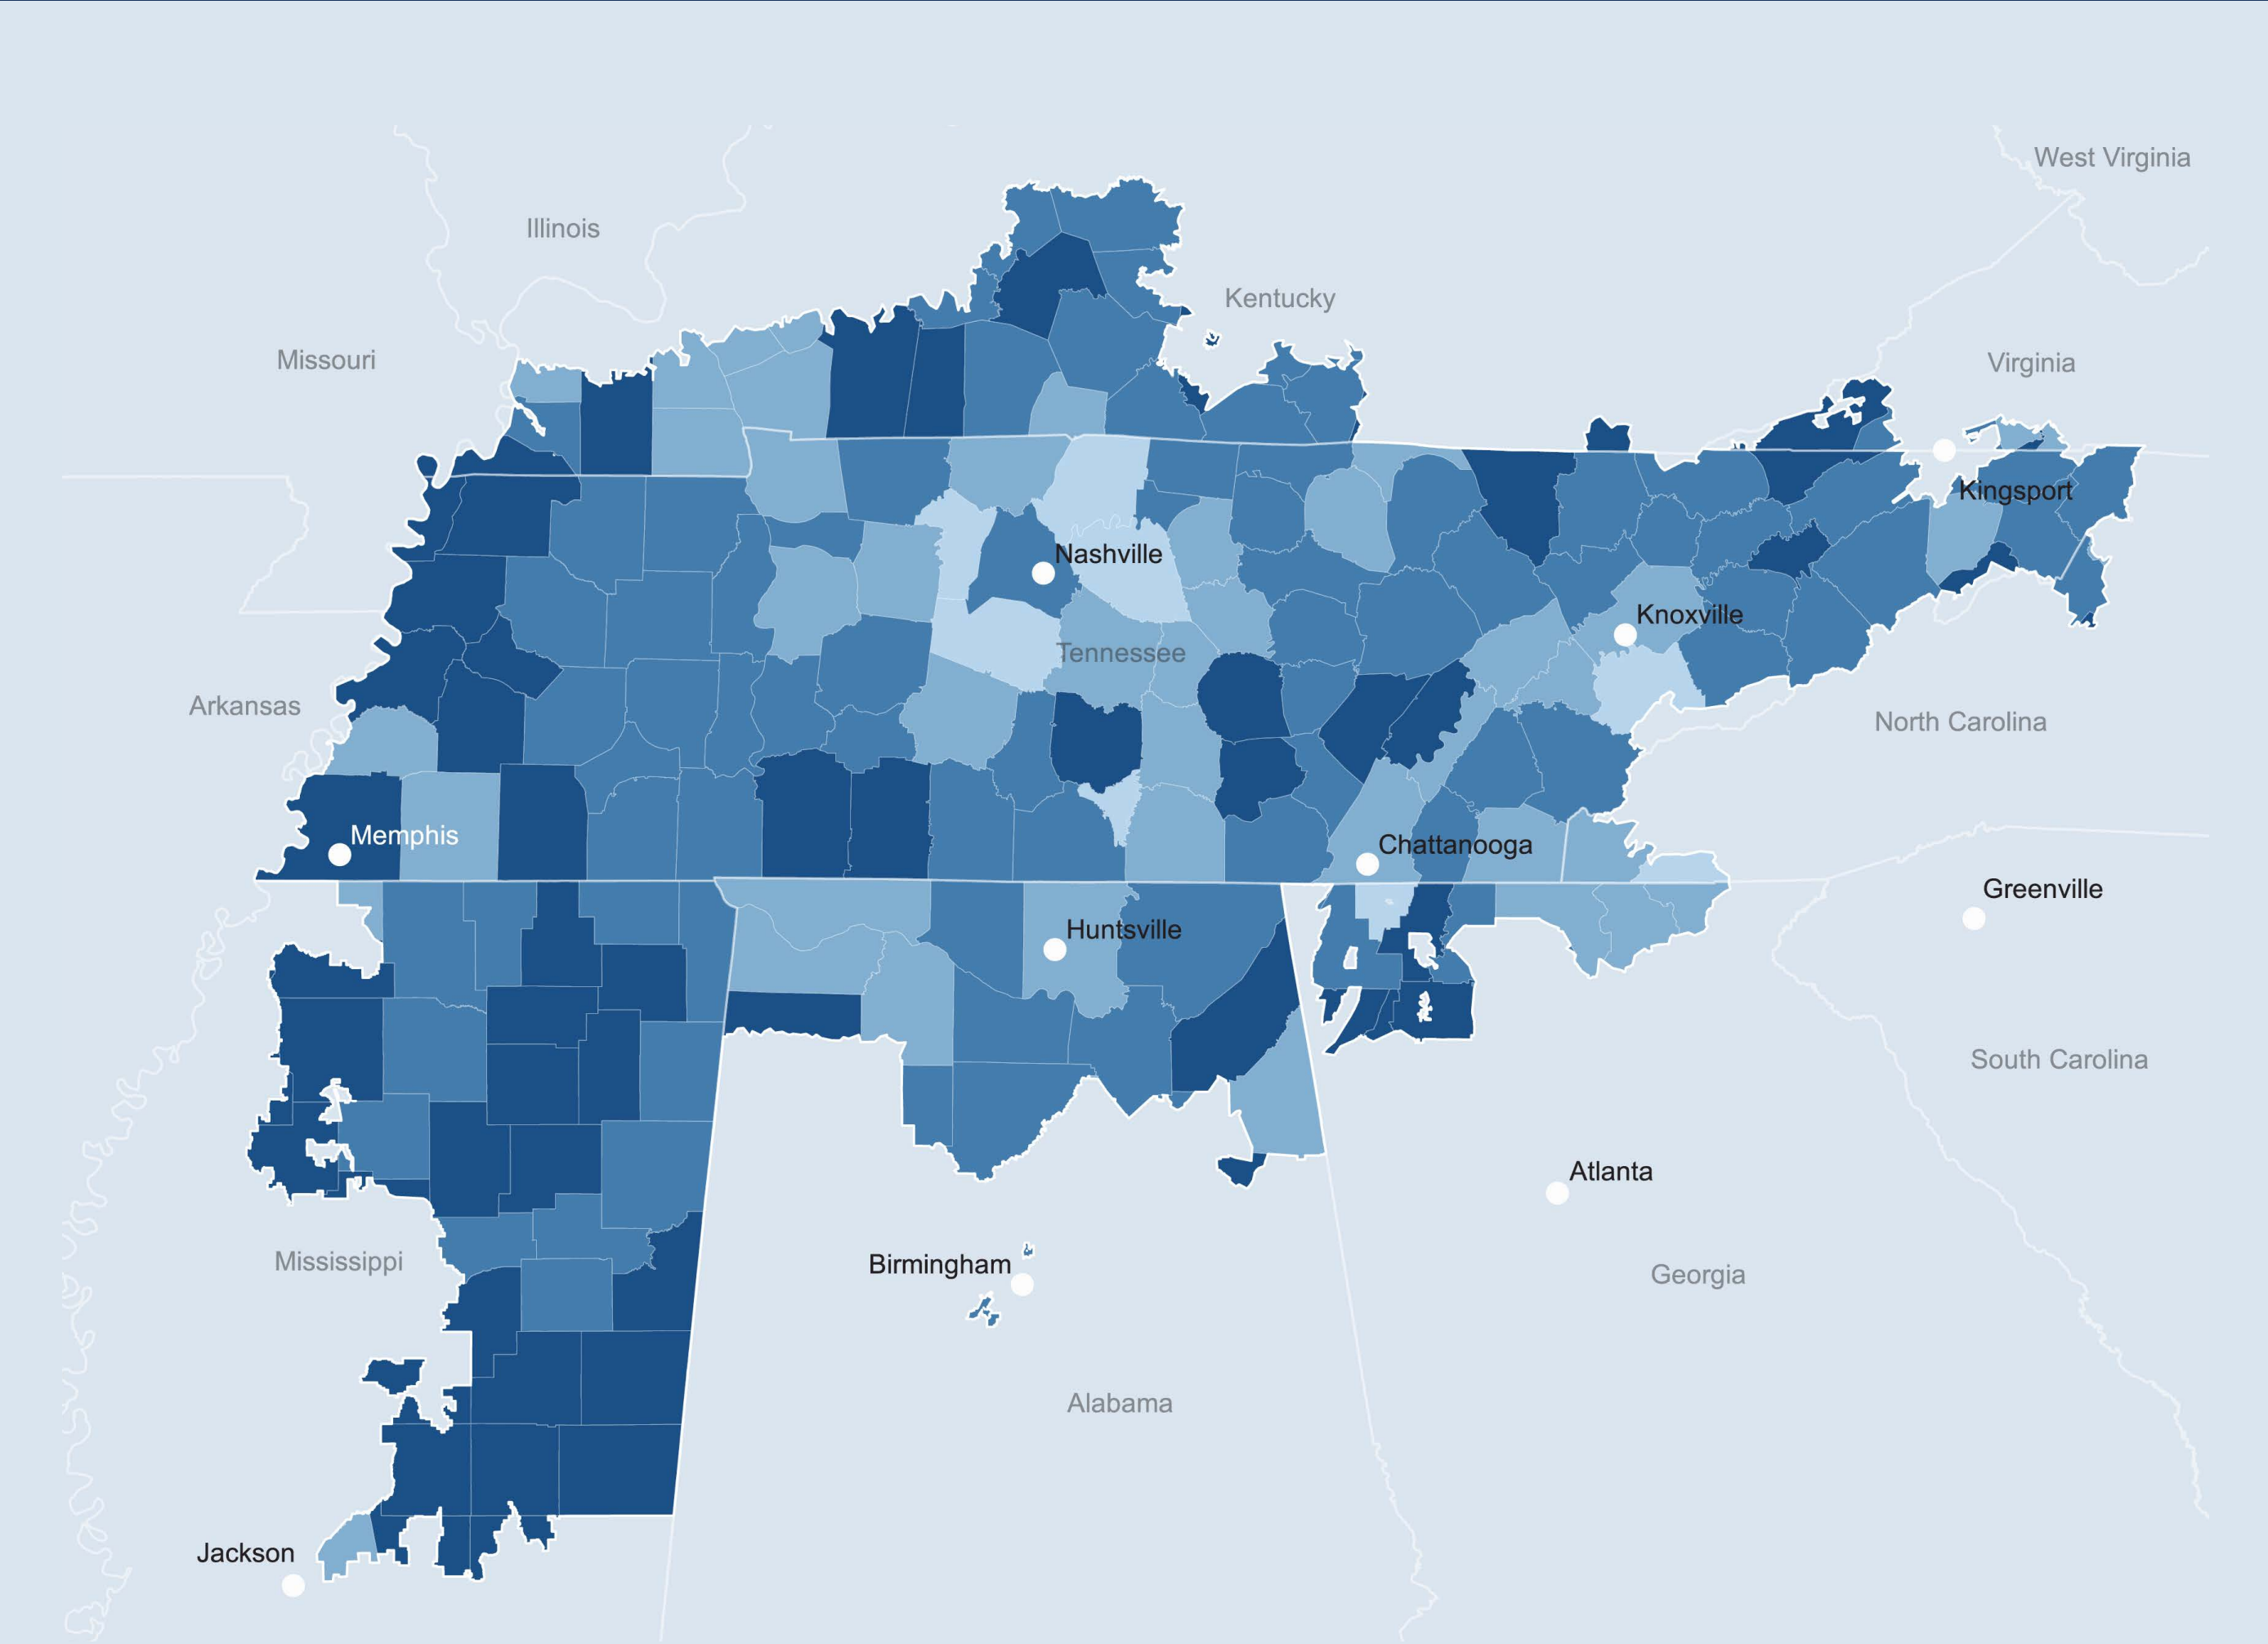 West Virginia
Illinois
Kentucky
Missouri
Virginia
Kingsport
Nashville
Knoxville
Tennessee
Arkansas
North Carolina
Memphis
Chattanooga
Greenville
Huntsville
South Carolina
Atlanta
Mississippi
Birmingham
Georgia
Alabama
Jackson